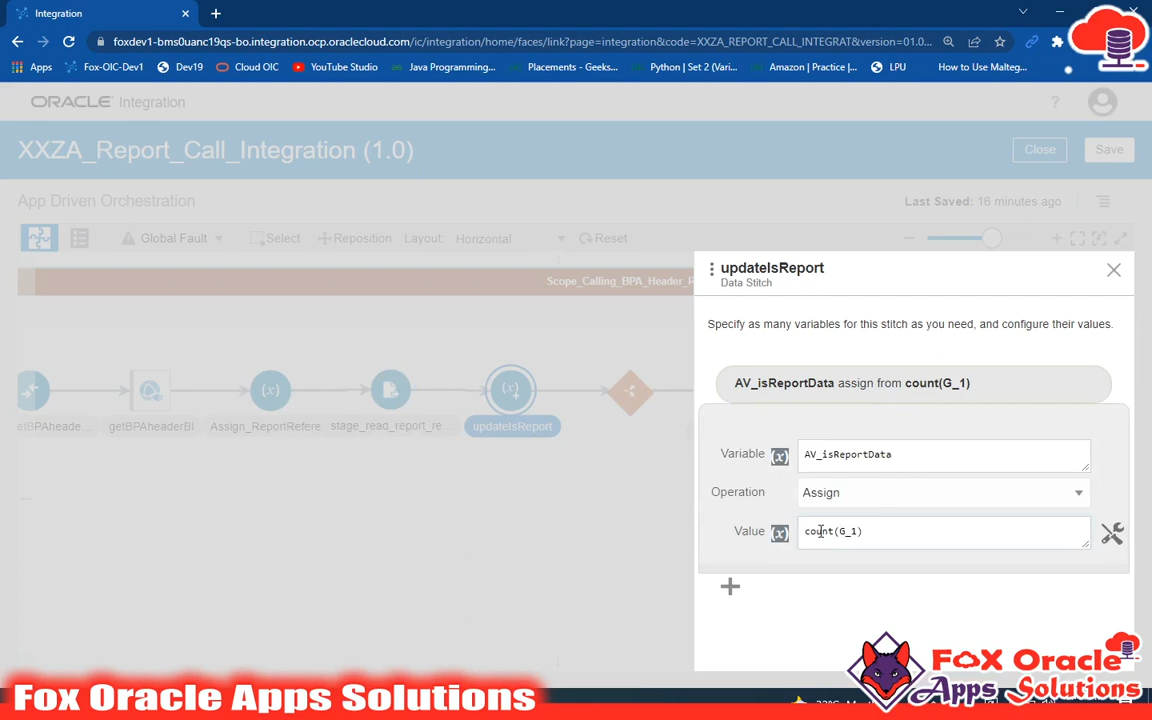 Integration
foxdev1-bms0uanc19qs-bo.integration.ocp.oraclecloud.com/ic/integration/home/faces/link?page=integration&code=XXZA_REPORT_CALL_INTEGRAT&version=01.0...
Apps Fox-OIC-Dev1 Dev19 Cloud OIC YouTube Studio Java Programming... Placements - Geeks... Python | Set 2 (Vari... Amazon | Practice |... LPU How to Use Malteg...
ORACLE Integration
XXZA_Report_Call_Integration (1.0)
Close Save
App Driven Orchestration
Last Saved: 16 minutes ago
Global Fault Select Reposition Layout: Horizontal Reset
Scope_Calling_BPA_Header_R
updateIsReport
Data Stitch
Specify as many variables for this stitch as you need, and configure their values.
AV_isReportData assign from count(G_1)
etBPAheade... getBPAheaderBI Assign_ReportRefere stage_read_report_re... updateIsReport
Variable (x) AV_isReportData
Operation Assign
Value (x) count(G_1)
Fox Oracle Apps Solutions
FOX Oracle
Apps Solutions